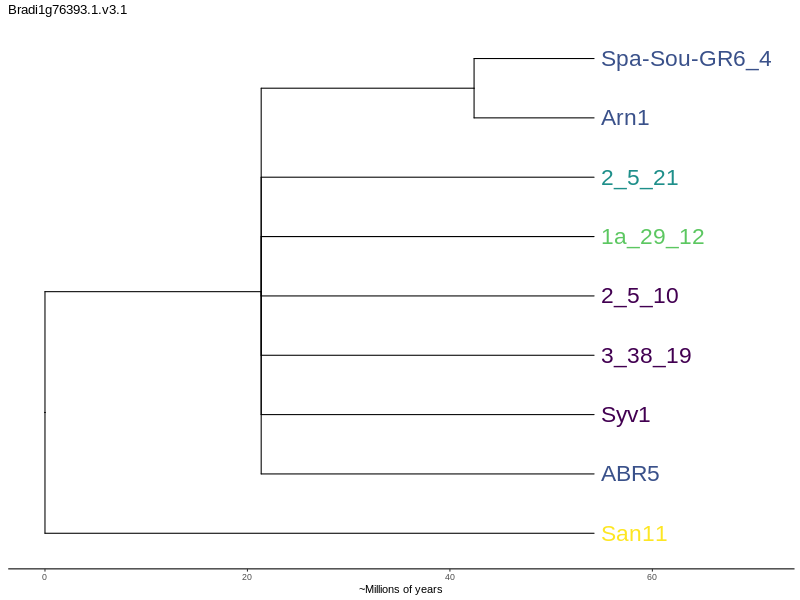 Bradi1g76393.1.v3.1
Spa-Sou-GR6_4
Arn1
2_5_21
1a_29_12
2_5_10
3_38_19
Syv1
ABR5
San11
0 20 40 60
~Millions of years